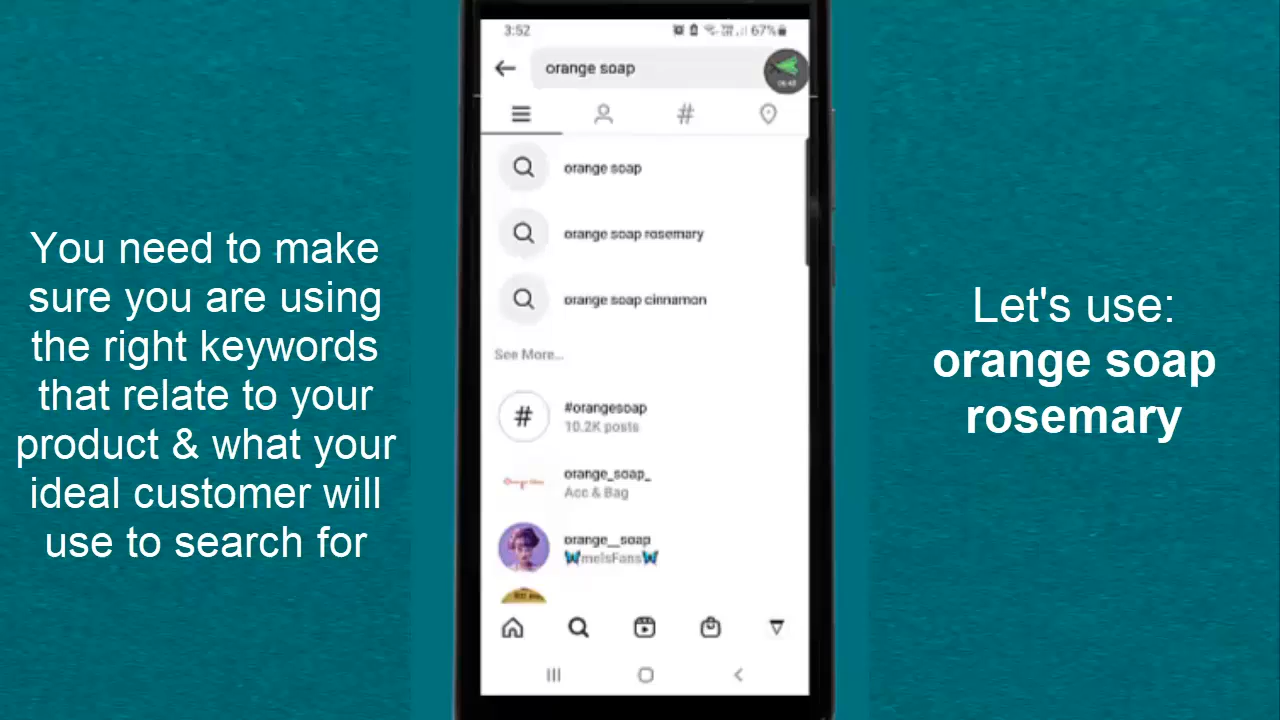 You need to make
sure you are using
the right keywords
that relate to your
product & what your
ideal customer will
use to search for
3:52
67%
orange soap
orange soap
orange soap rosemary
orange soap cinnamon
See More...
#
#orangesoap
10.2K posts
orange_soap_
Acc & Bag
orange__soap
🦋meIsFans🦋
Let's use:
orange soap
rosemary